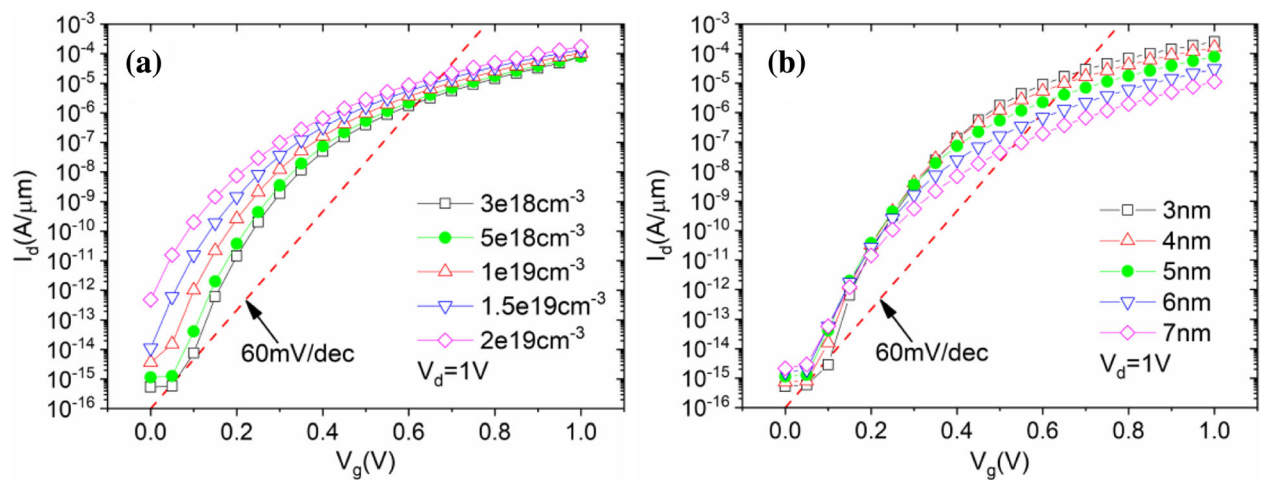 (a)
I_d(A/μm)
10⁻³
10⁻⁴
10⁻⁵
10⁻⁶
10⁻⁷
10⁻⁸
10⁻⁹
10⁻¹⁰
10⁻¹¹
10⁻¹²
10⁻¹³
10⁻¹⁴
10⁻¹⁵
10⁻¹⁶
3e18cm⁻³
5e18cm⁻³
1e19cm⁻³
1.5e19cm⁻³
2e19cm⁻³
60mV/dec
V_d=1V
0.0 0.2 0.4 0.6 0.8 1.0
V_g(V)
(b)
I_d(A/μm)
10⁻³
10⁻⁴
10⁻⁵
10⁻⁶
10⁻⁷
10⁻⁸
10⁻⁹
10⁻¹⁰
10⁻¹¹
10⁻¹²
10⁻¹³
10⁻¹⁴
10⁻¹⁵
10⁻¹⁶
3nm
4nm
5nm
6nm
7nm
60mV/dec
V_d=1V
0.0 0.2 0.4 0.6 0.8 1.0
V_g(V)